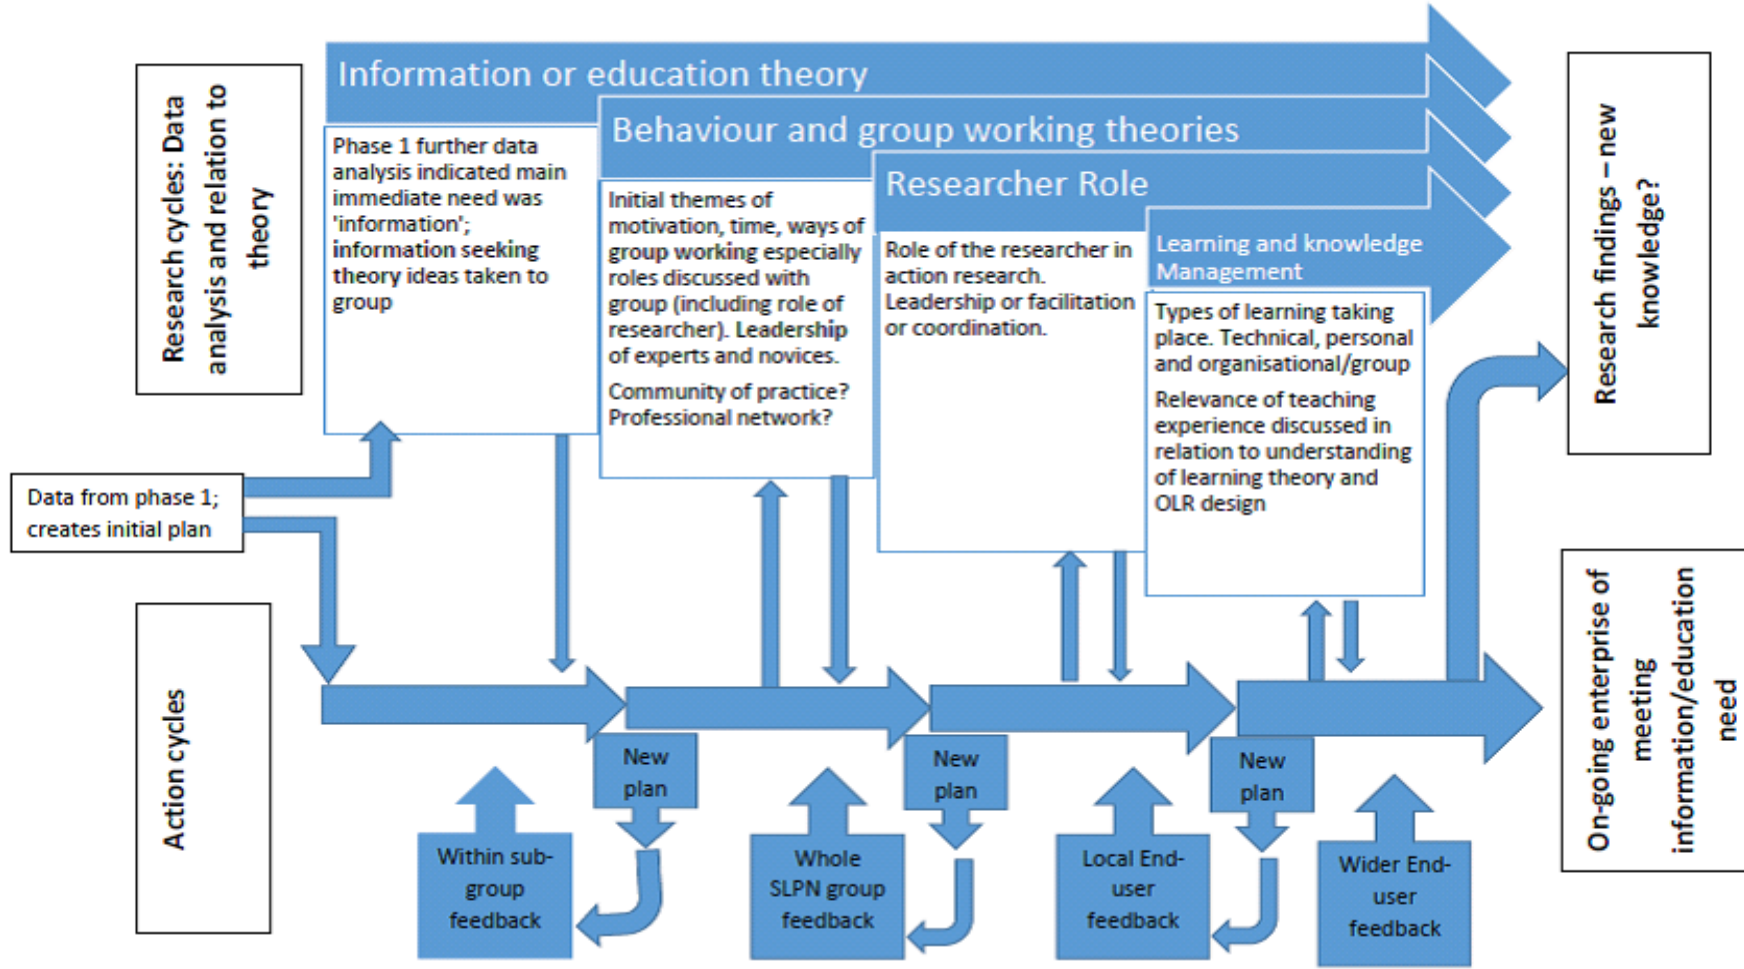 Information or education theory
Behaviour and group working theories
Researcher Role
Learning and knowledge
Management
Research cycles: Data
analysis and relation to
theory
Phase 1 further data
analysis indicated main
immediate need was
'information';
information seeking
theory ideas taken to
group
Initial themes of
motivation, time, ways of
group working especially
roles discussed with
group (including role of
researcher). Leadership
of experts and novices.
Community of practice?
Professional network?
Role of the researcher in
action research.
Leadership or facilitation
or coordination.
Types of learning taking
place. Technical, personal
and organisational/group
Relevance of teaching
experience discussed in
relation to understanding
of learning theory and
OLR design
Research findings – new
knowledge?
Data from phase 1;
creates initial plan
Action cycles
New
plan
New
plan
New
plan
Within sub-
group
feedback
Whole
SLPN group
feedback
Local End-
user
feedback
Wider End-
user
feedback
On-going enterprise of
meeting
information/education
need